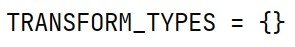 TRANSFORM_TYPES = {}